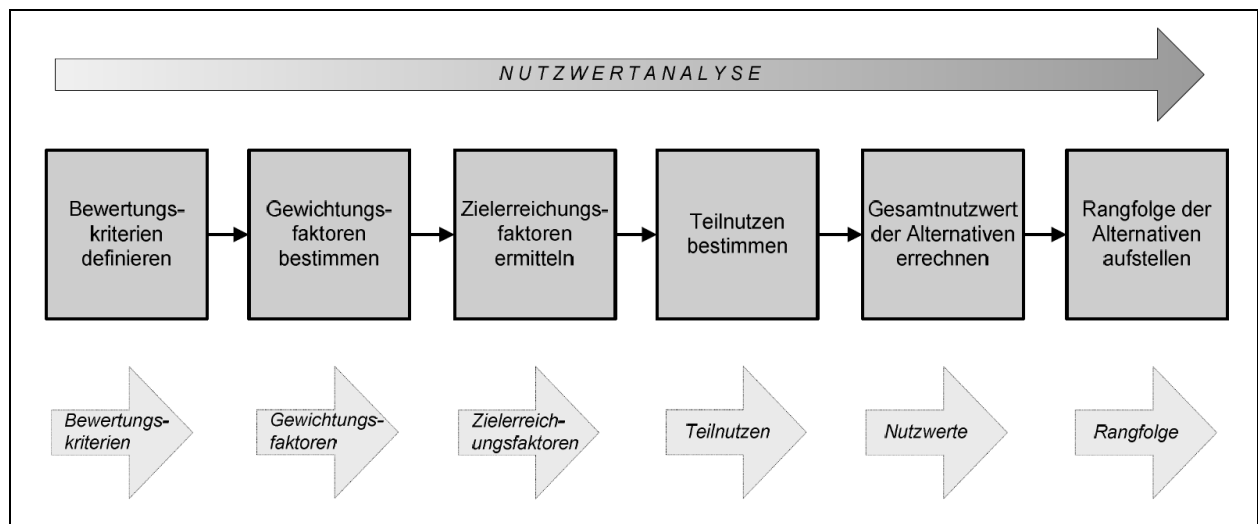 NUTZWERTANALYSE
Bewertungs-
kriterien
definieren
Gewichtungs-
faktoren
bestimmen
Zielerreichungs-
faktoren
ermitteln
Teilnutzen
bestimmen
Gesamtnutzwert
der Alternativen
errechnen
Rangfolge der
Alternativen
aufstellen
Bewertungs-
kriterien
Gewichtungs-
faktoren
Zielerreich-
ungsfaktoren
Teilnutzen
Nutzwerte
Rangfolge